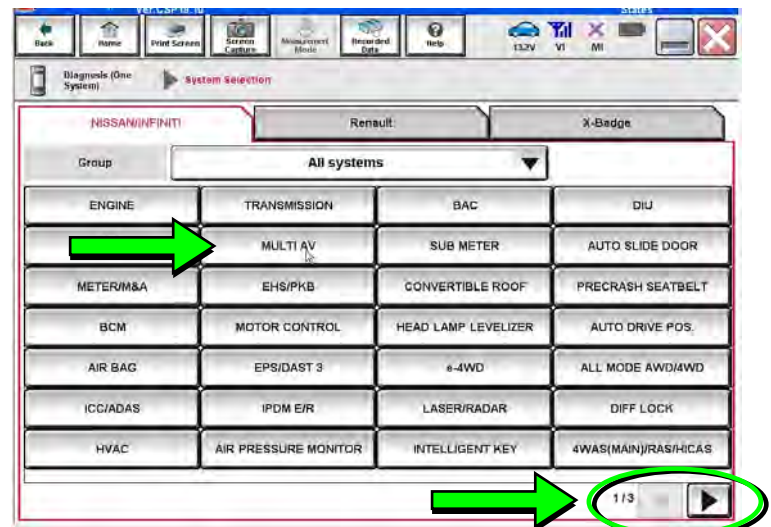 Ver.CSP18.10
States
Back Home Print Screen Screen Capture Measurement Mode Recorded Data Help 13.2V VI MI
Diagnosis (One System) System Selection
NISSAN/INFINITI Renault X-Badge
Group All systems
ENGINE TRANSMISSION BAC DIU
MULTI AV SUB METER AUTO SLIDE DOOR
METER/M&A EHS/PKB CONVERTIBLE ROOF PRECRASH SEATBELT
BCM MOTOR CONTROL HEAD LAMP LEVELIZER AUTO DRIVE POS.
AIR BAG EPS/DAST 3 e-4WD ALL MODE AWD/4WD
ICC/ADAS IPDM E/R LASER/RADAR DIFF LOCK
HVAC AIR PRESSURE MONITOR INTELLIGENT KEY 4WAS(MAIN)/RAS/HICAS
1/3